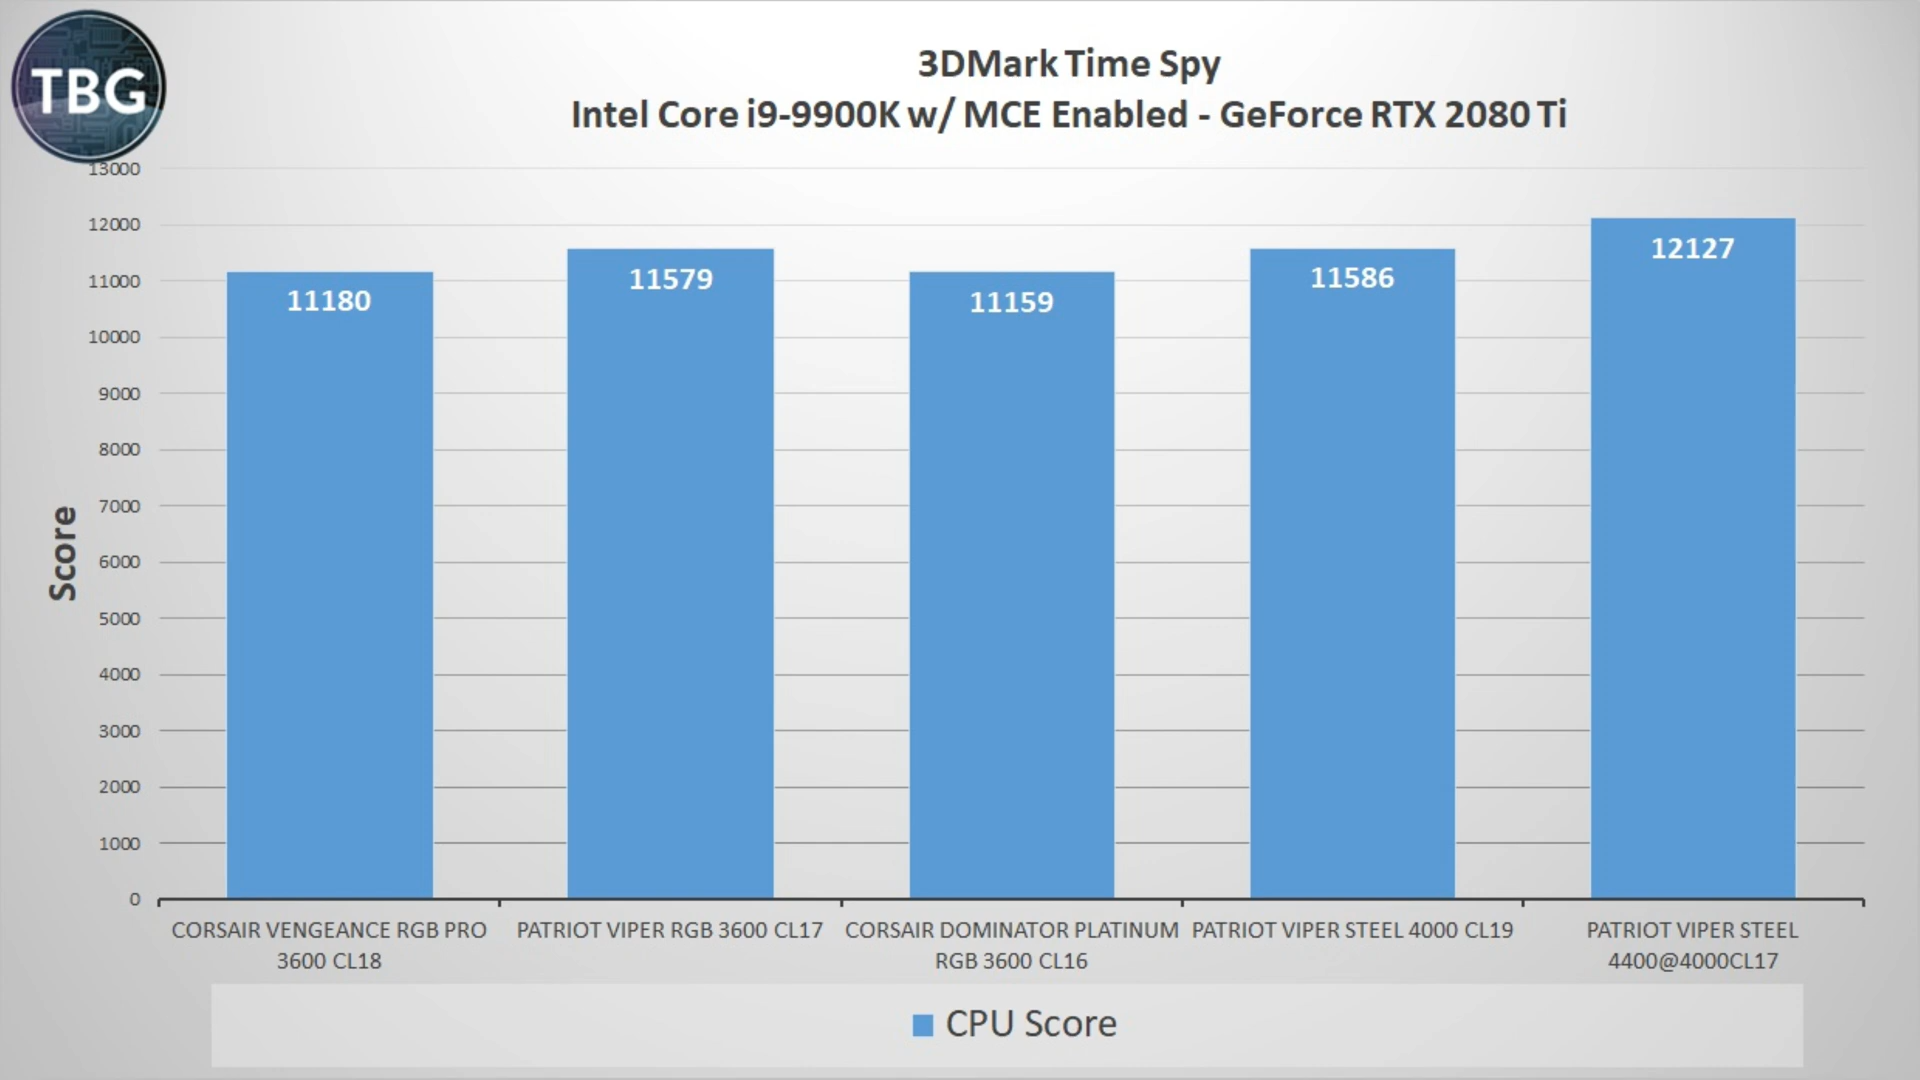 TBG
3DMark Time Spy
Intel Core i9-9900K w/ MCE Enabled - GeForce RTX 2080 Ti
13000
12000
11000
10000
9000
8000
7000
6000
5000
4000
3000
2000
1000
0
Score
11180
11579
11159
11586
12127
CORSAIR VENGEANCE RGB PRO
3600 CL18
PATRIOT VIPER RGB 3600 CL17
CORSAIR DOMINATOR PLATINUM
RGB 3600 CL16
PATRIOT VIPER STEEL 4000 CL19
PATRIOT VIPER STEEL
4400@4000CL17
CPU Score